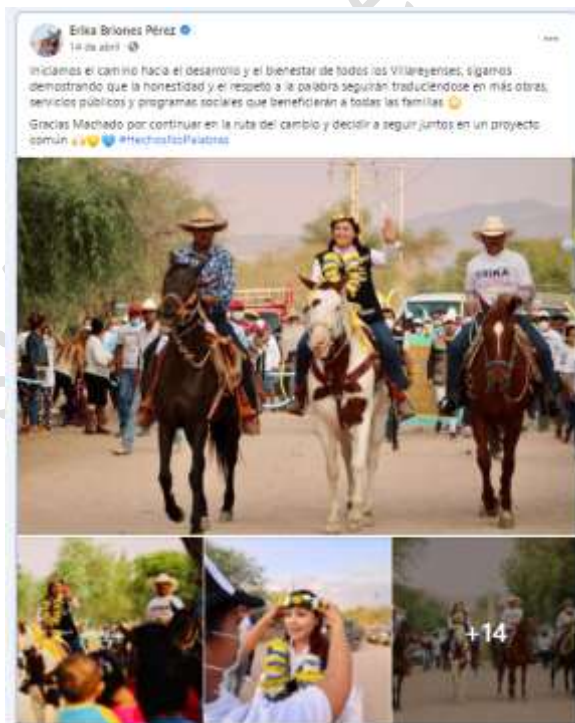 Erika Briones Pérez
14 de abril
Iniciamos el camino hacia el desarrollo y el bienestar de todos los Villareyenses, sigamos
demostrando que la honestidad y el respeto a la palabra seguirán traduciéndose en más obras,
servicios públicos y programas sociales que beneficiarán a todas las familias
Gracias Machado por continuar en la ruta del cambio y decidir a seguir juntos en un proyecto
común #HechosNoPalabras
ERIKA
+14